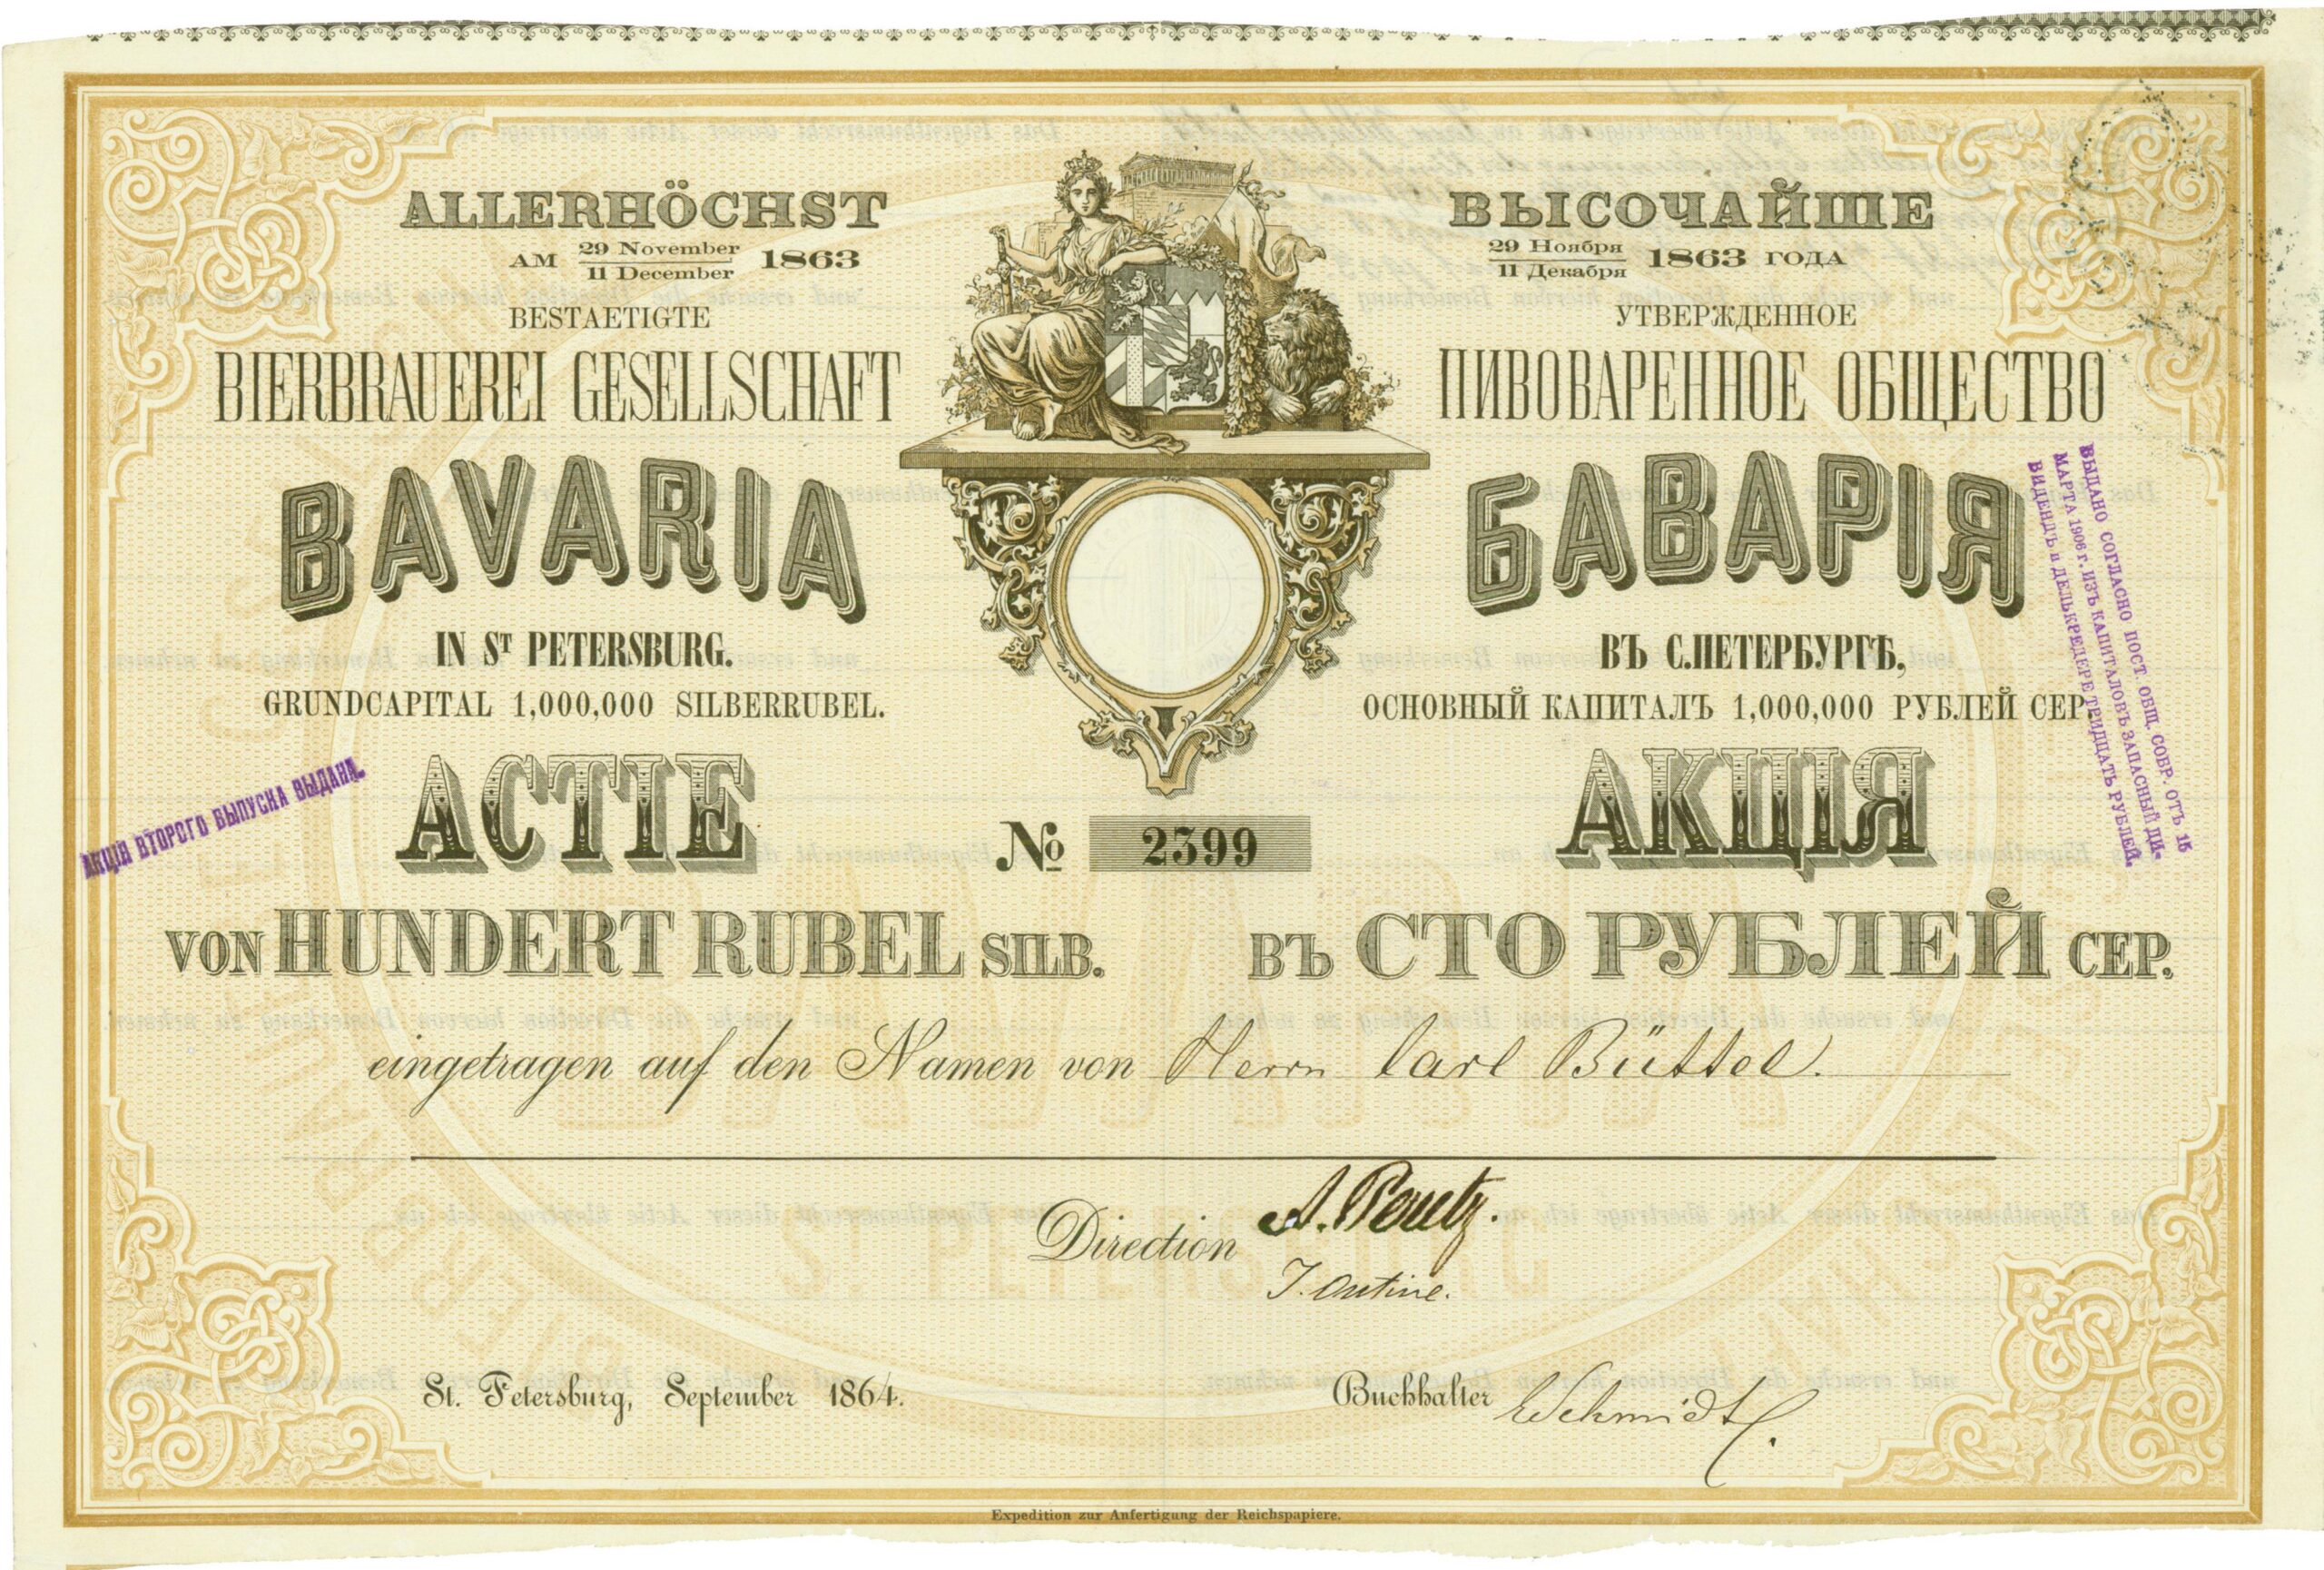 ALLERHÖCHST
AM 29 November / 11 December 1863
BESTAETIGTE
BIERBRAUEREI GESELLSCHAFT
BAVARIA
IN ST PETERSBURG.
GRUNDCAPITAL 1,000,000 SILBERRUBEL.
ACTIE
ВЫСОЧАЙШЕ
29 Ноября / 11 Декабря 1863 ГОДА
УТВЕРЖДЕННОЕ
ПИВОВАРЕННОЕ ОБЩЕСТВО
БАВАРІЯ
ВЪ С.ПЕТЕРБУРГѢ,
ОСНОВНЫЙ КАПИТАЛЪ 1,000,000 РУБЛЕЙ СЕР.
АКЦІЯ
№ 2399
VON HUNDERT RUBEL SILB.
ВЪ СТО РУБЛЕЙ СЕР.
АКЦІЯ ВТОРОГО ВЫПУСКА ВЫДАНА.
ВЫДАНО СОГЛАСНО ПОСТ. ОБЩ. СОБР. ОТЪ 15
МАРТА 1906 г. ИЗЪ КАПИТАЛОВЪ ЗАПАСНЫЙ ДИ-
ВИДЕНДЪ и ДЕЛЬКРЕДЕРЕ ТРИДЦАТЬ РУБЛЕЙ.
eingetragen auf den Namen von Herrn Carl Büttel.
Direction A. Peretz.
St. Petersburg, September 1864.
Buchhalter Schmidt
Expedition zur Anfertigung der Reichspapiere.
BAVARIA
S. PETERSBURG